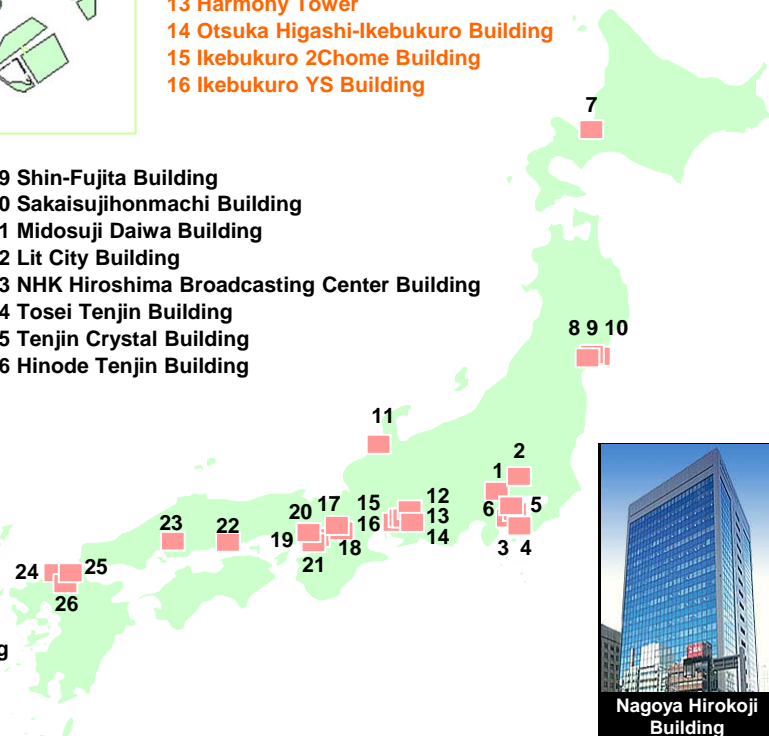 13 Harmony Tower
14 Otsuka Higashi-Ikebukuro Building
15 Ikebukuro 2Chome Building
16 Ikebukuro YS Building
9 Shin-Fujita Building
0 Sakaisujihonmachi Building
1 Midosuji Daiwa Building
2 Lit City Building
3 NHK Hiroshima Broadcasting Center Building
4 Tosei Tenjin Building
5 Tenjin Crystal Building
6 Hinode Tenjin Building
7
8 9 10
11
2
1
12
15
17
20
5
6
13
16
23
22
19
18
14
3 4
21
24
25
26
g
Nagoya Hirokoji
Building